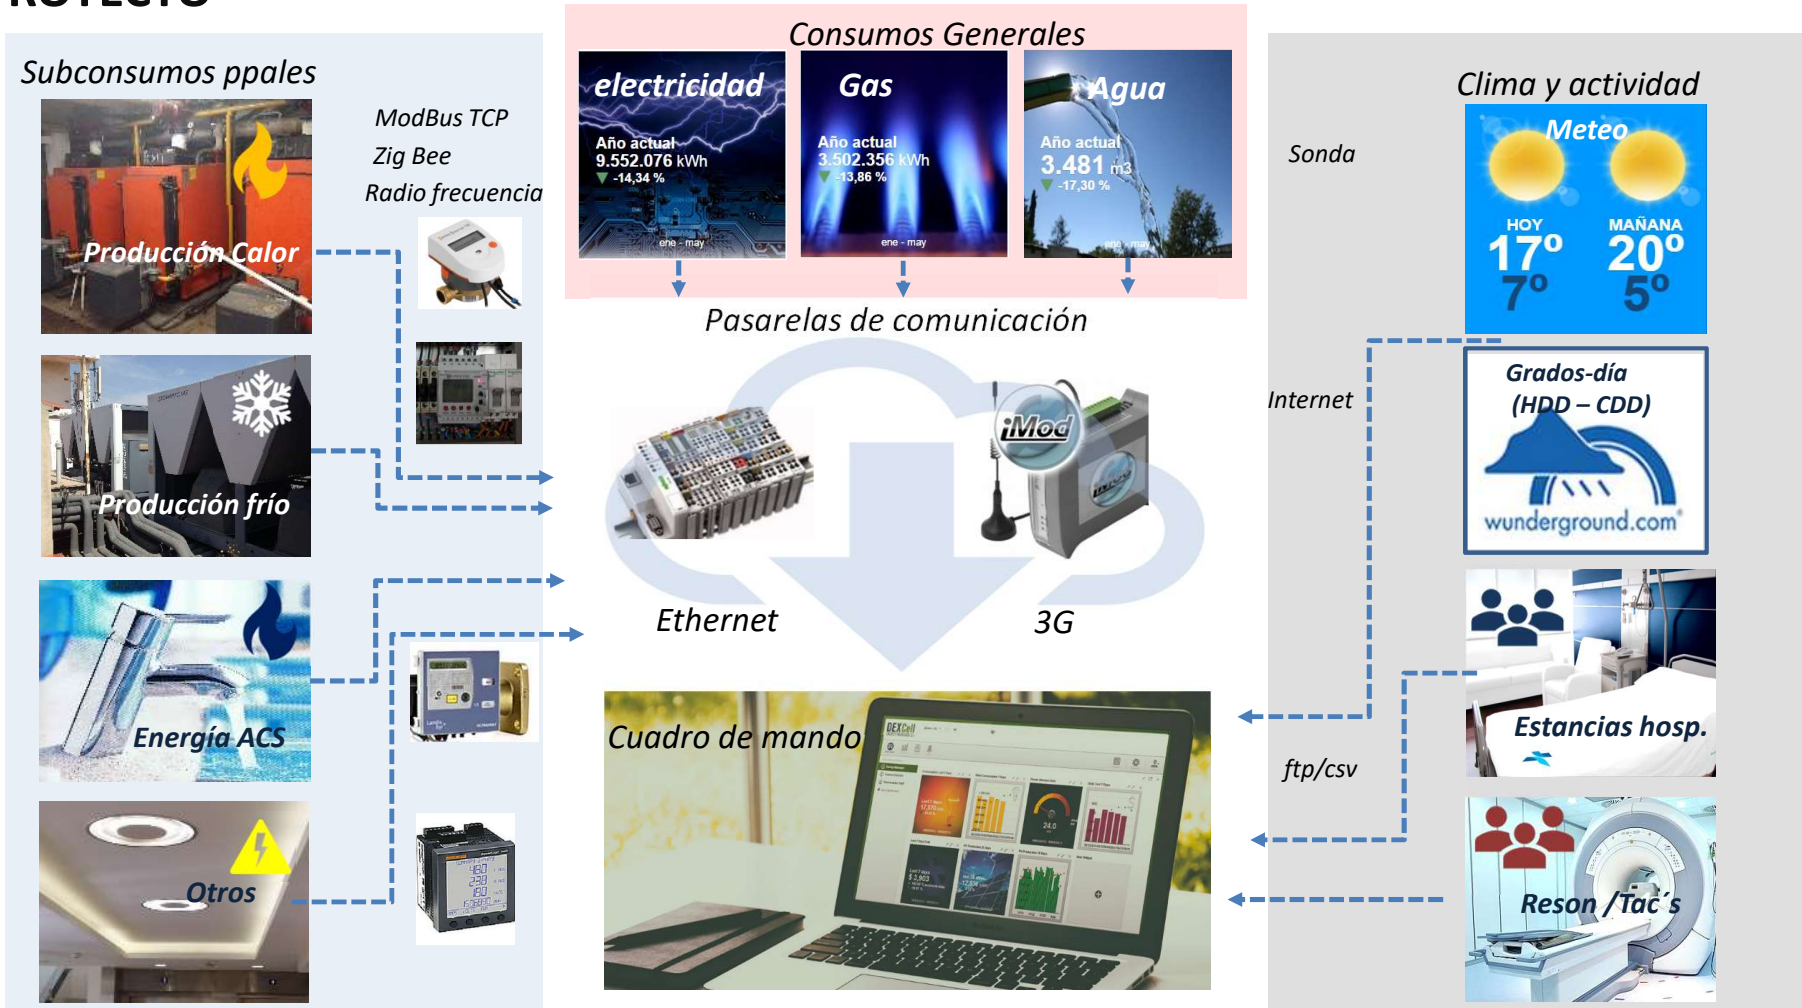 Subconsumos ppales
Producción Calor
Producción frío
Energía ACS
Otros
ModBus TCP
Zig Bee
Radio frecuencia
Consumos Generales
electricidad
Año actual
9.552.076 kWh
▼ -14,34 %
ene - may
Gas
Año actual
3.502.356 kWh
▼ -13,86 %
ene - may
Agua
Año actual
3.481 m3
▼ -17,30 %
ene - may
Pasarelas de comunicación
iMod
Ethernet
3G
Cuadro de mando
DEXCell
Clima y actividad
Sonda
Meteo
HOY
17º
7º
MAÑANA
20º
5º
Internet
Grados-día
(HDD – CDD)
wunderground.com®
Estancias hosp.
ftp/csv
Reson /Tac´s